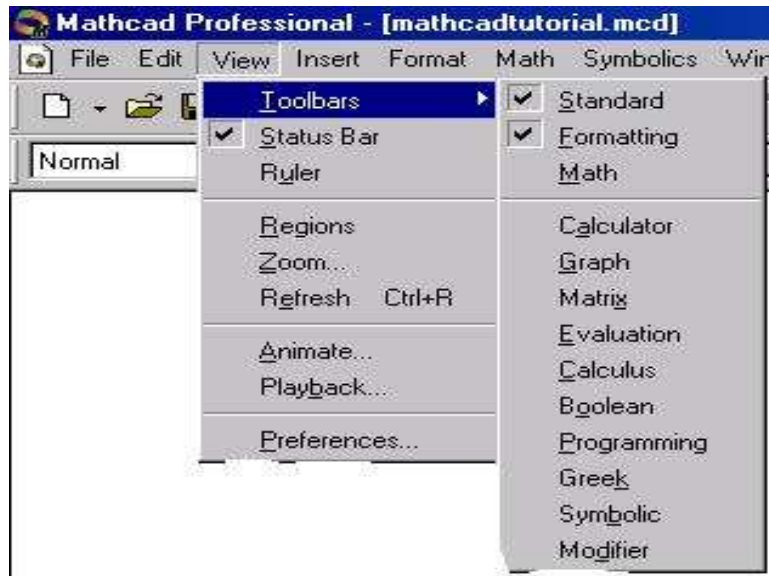 Mathcad Professional - [mathcadtutorial.mcd]
File Edit View Insert Format Math Symbolics Win
Normal
Toolbars
Status Bar
Ruler
Regions
Zoom...
Refresh Ctrl+R
Animate...
Playback...
Preferences...
Standard
Formatting
Math
Calculator
Graph
Matrix
Evaluation
Calculus
Boolean
Programming
Greek
Symbolic
Modifier